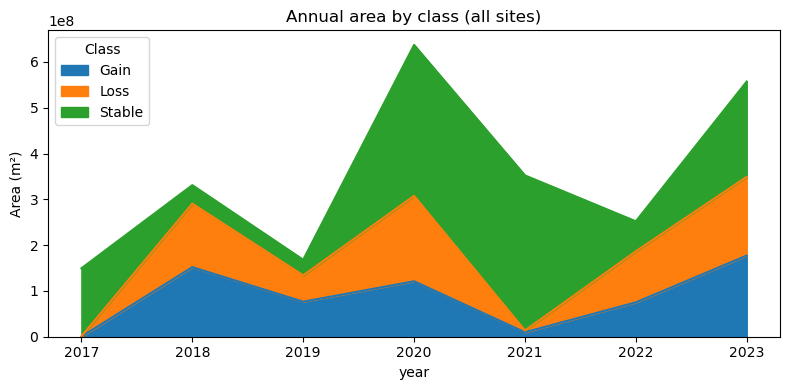 Annual area by class (all sites)
1e8
Class
Gain
Loss
Stable
Area (m²)
6
5
4
3
2
1
0
2017 2018 2019 2020 2021 2022 2023
year